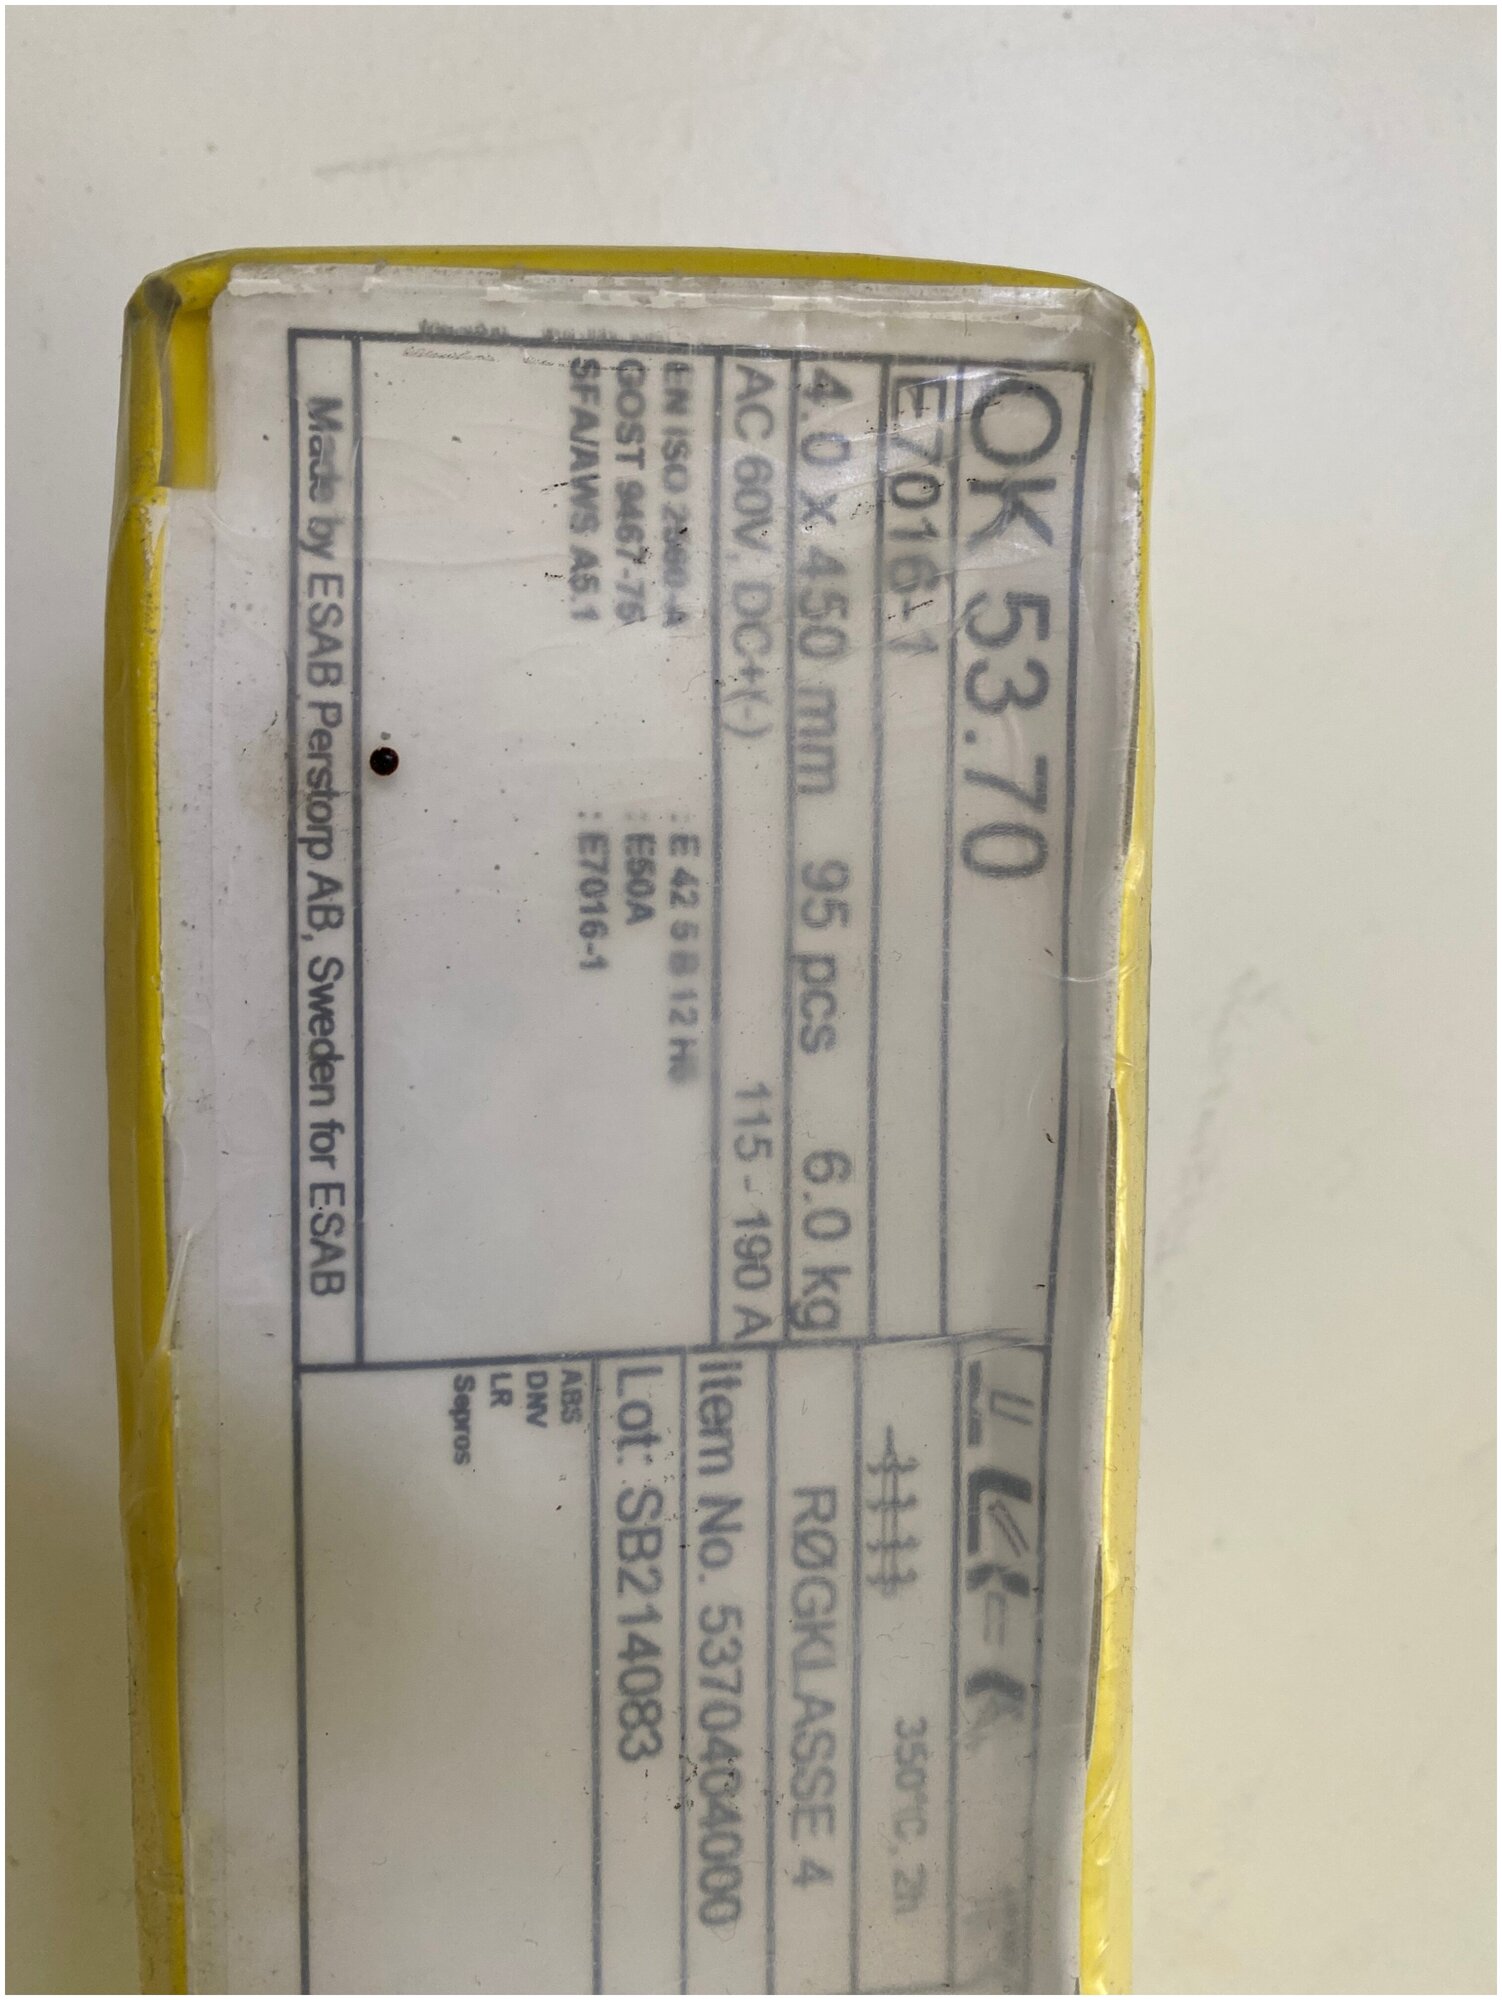 OK 53.70
E7016-1
4.0 x 450 mm 95 pcs 6.0 kg
AC 60V, DC+(-) 115 - 190 A
EN ISO 2560-A : E 42 5 B 12 H5
GOST 9467-75 : E50A
SFA/AWS A5.1 : E7016-1
Made by ESAB Perstorp AB, Sweden for ESAB
350°C, 2h
RØGKLASSE 4
Item No. 5370404000
Lot: SB214083
ABS
DNV
LR
Sepros